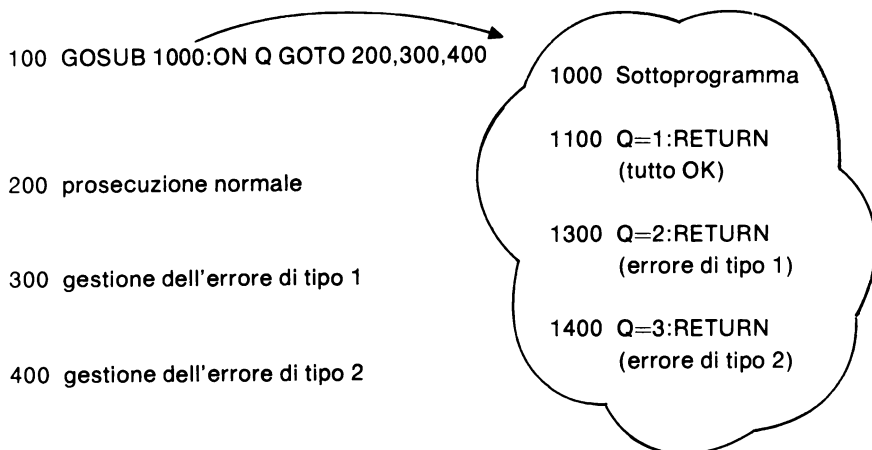 100 GOSUB 1000:ON Q GOTO 200,300,400
200 prosecuzione normale
300 gestione dell'errore di tipo 1
400 gestione dell'errore di tipo 2
1000 Sottoprogramma
1100 Q=1:RETURN
(tutto OK)
1300 Q=2:RETURN
(errore di tipo 1)
1400 Q=3:RETURN
(errore di tipo 2)